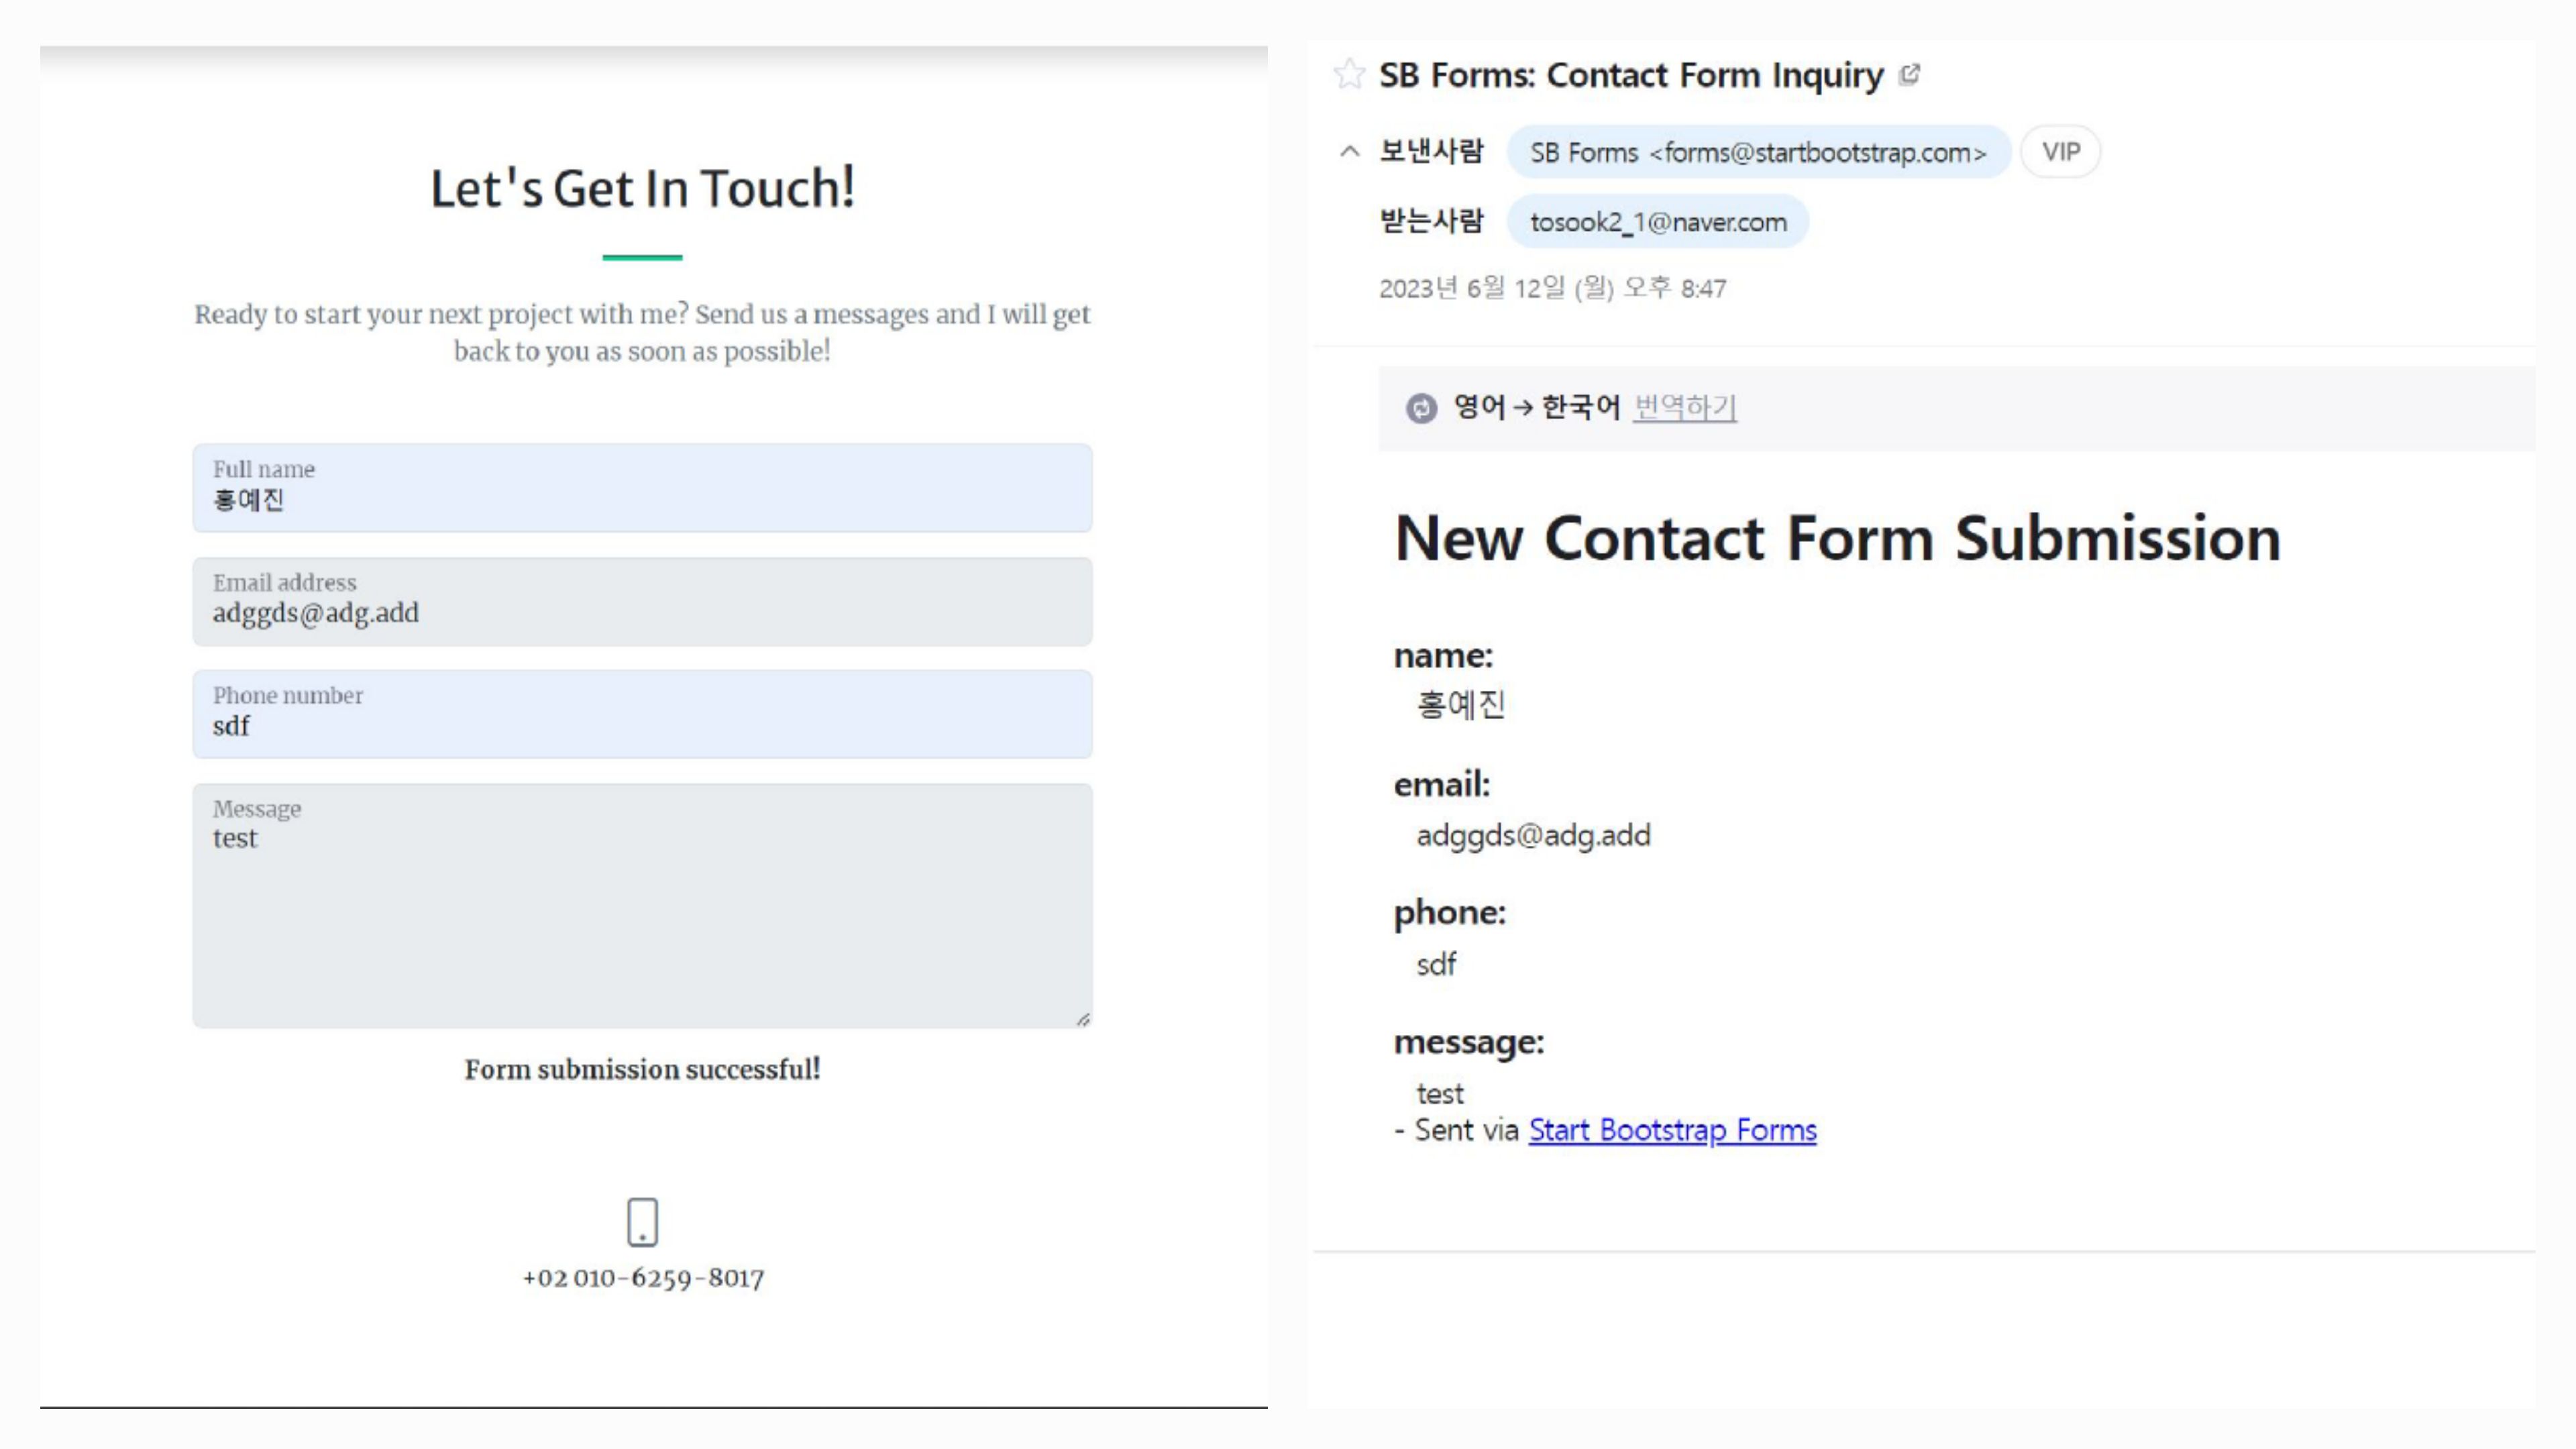 Let's Get In Touch!
Ready to start your next project with me? Send us a messages and I will get
back to you as soon as possible!
Full name
홍예진
Email address
adggds@adg.add
Phone number
sdf
Message
test
Form submission successful!
+02 010-6259-8017
SB Forms: Contact Form Inquiry
보낸사람 SB Forms <forms@startbootstrap.com> VIP
받는사람 tosook2_1@naver.com
2023년 6월 12일 (월) 오후 8:47
영어 → 한국어 번역하기
New Contact Form Submission
name:
홍예진
email:
adggds@adg.add
phone:
sdf
message:
test
- Sent via Start Bootstrap Forms